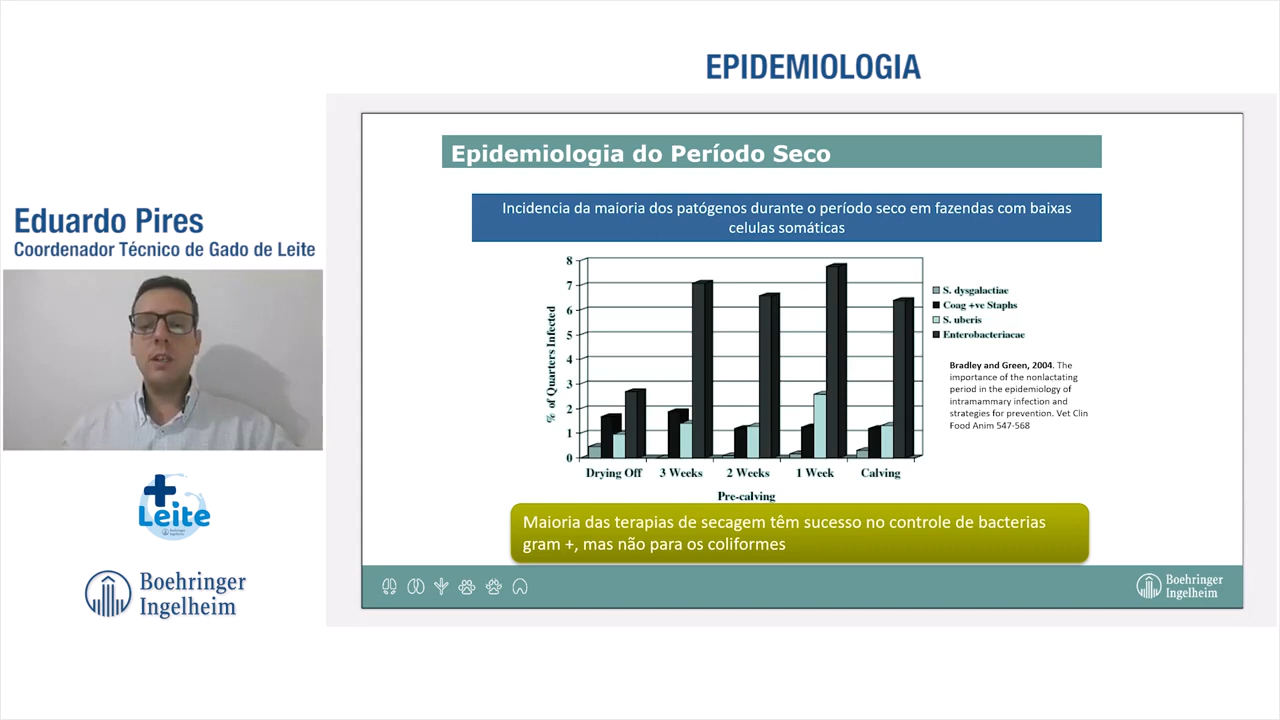 EPIDEMIOLOGIA
Eduardo Pires
Coordenador Técnico de Gado de Leite
Leite
Boehringer
Ingelheim
Epidemiologia do Período Seco
Incidencia da maioria dos patógenos durante o período seco em fazendas com baixas
celulas somáticas
% of Quarters Infected
8
7
6
5
4
3
2
1
0
Drying Off
3 Weeks
2 Weeks
1 Week
Calving
Pre-calving
S. dysgalactiae
Coag +ve Staphs
S. uberis
Enterobacteriacae
Bradley and Green, 2004. The
importance of the nonlactating
period in the epidemiology of
intramammary infection and
strategies for prevention. Vet Clin
Food Anim 547-568
Maioria das terapias de secagem têm sucesso no controle de bacterias
gram +, mas não para os coliformes
Boehringer
Ingelheim